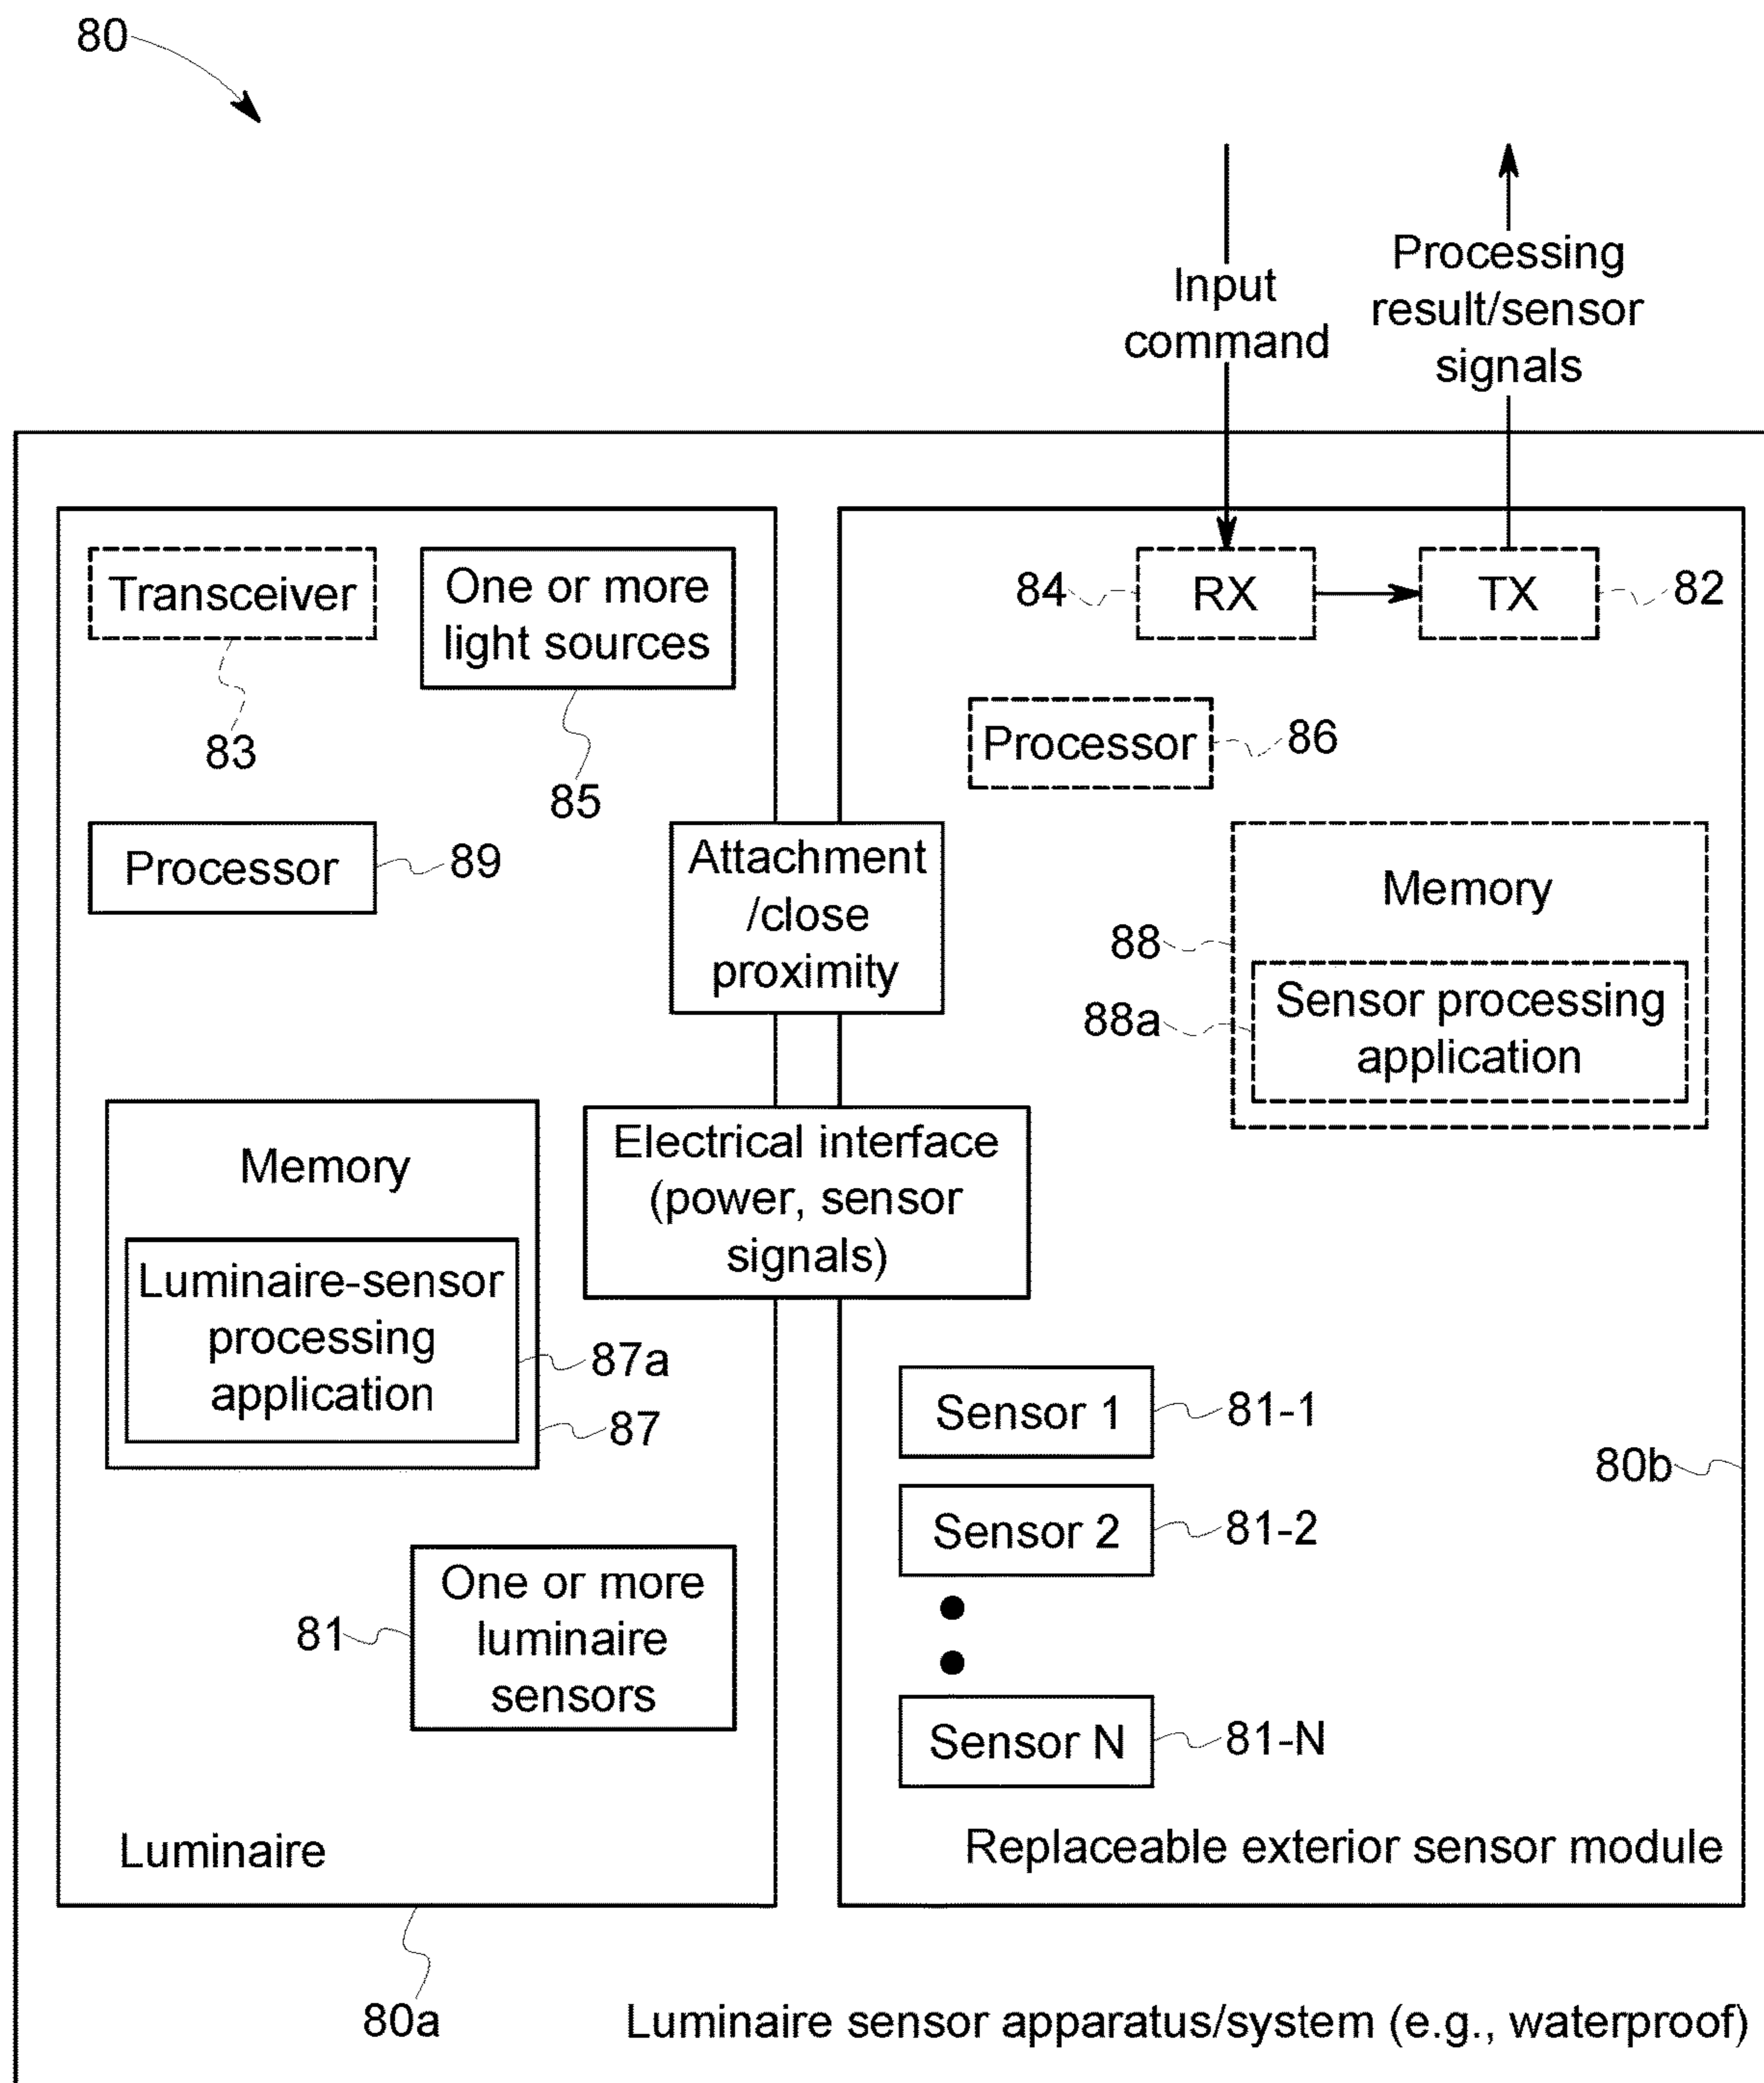 80
Input
command
Processing
result/sensor
signals
Transceiver
83
One or more
light sources
85
84
RX
TX
82
Processor
86
Processor
89
Attachment
/close
proximity
Memory
88
88a
Sensor processing
application
Memory
Luminaire-sensor
processing
application
87a
87
Electrical interface
(power, sensor
signals)
Sensor 1
81-1
Sensor 2
81-2
Sensor N
81-N
80b
81
One or more
luminaire
sensors
Luminaire
Replaceable exterior sensor module
80a
Luminaire sensor apparatus/system (e.g., waterproof)